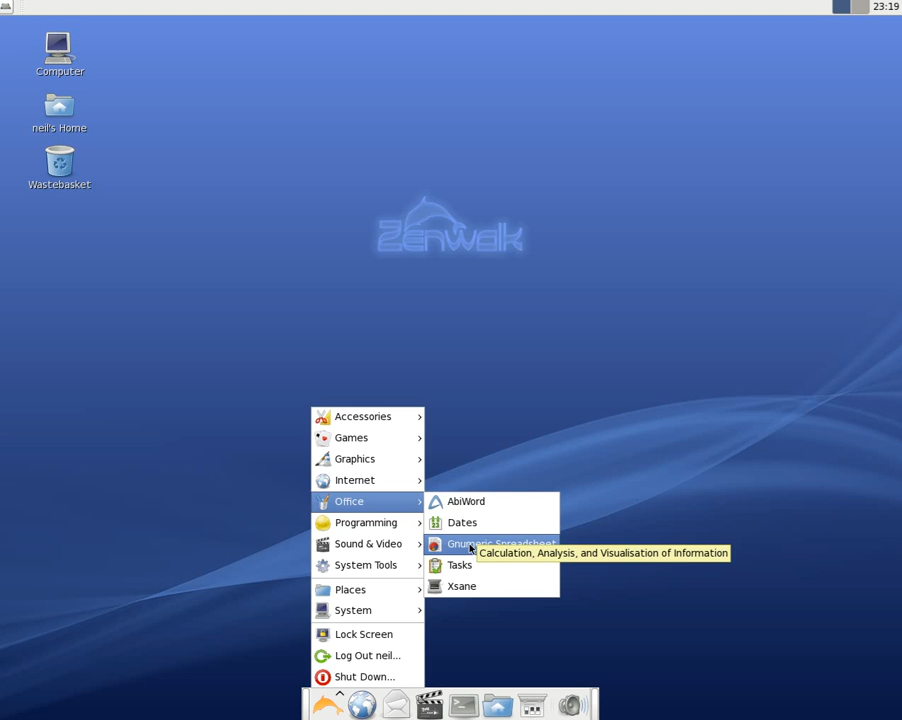 23:19
Computer
neil's Home
Wastebasket
Zenwalk
Accessories
Games
Graphics
Internet
Office
Programming
Sound & Video
System Tools
Places
System
Lock Screen
Log Out neil...
Shut Down...
AbiWord
Dates
Gnumeric Spreadsheet
Calculation, Analysis, and Visualisation of Information
Tasks
Xsane